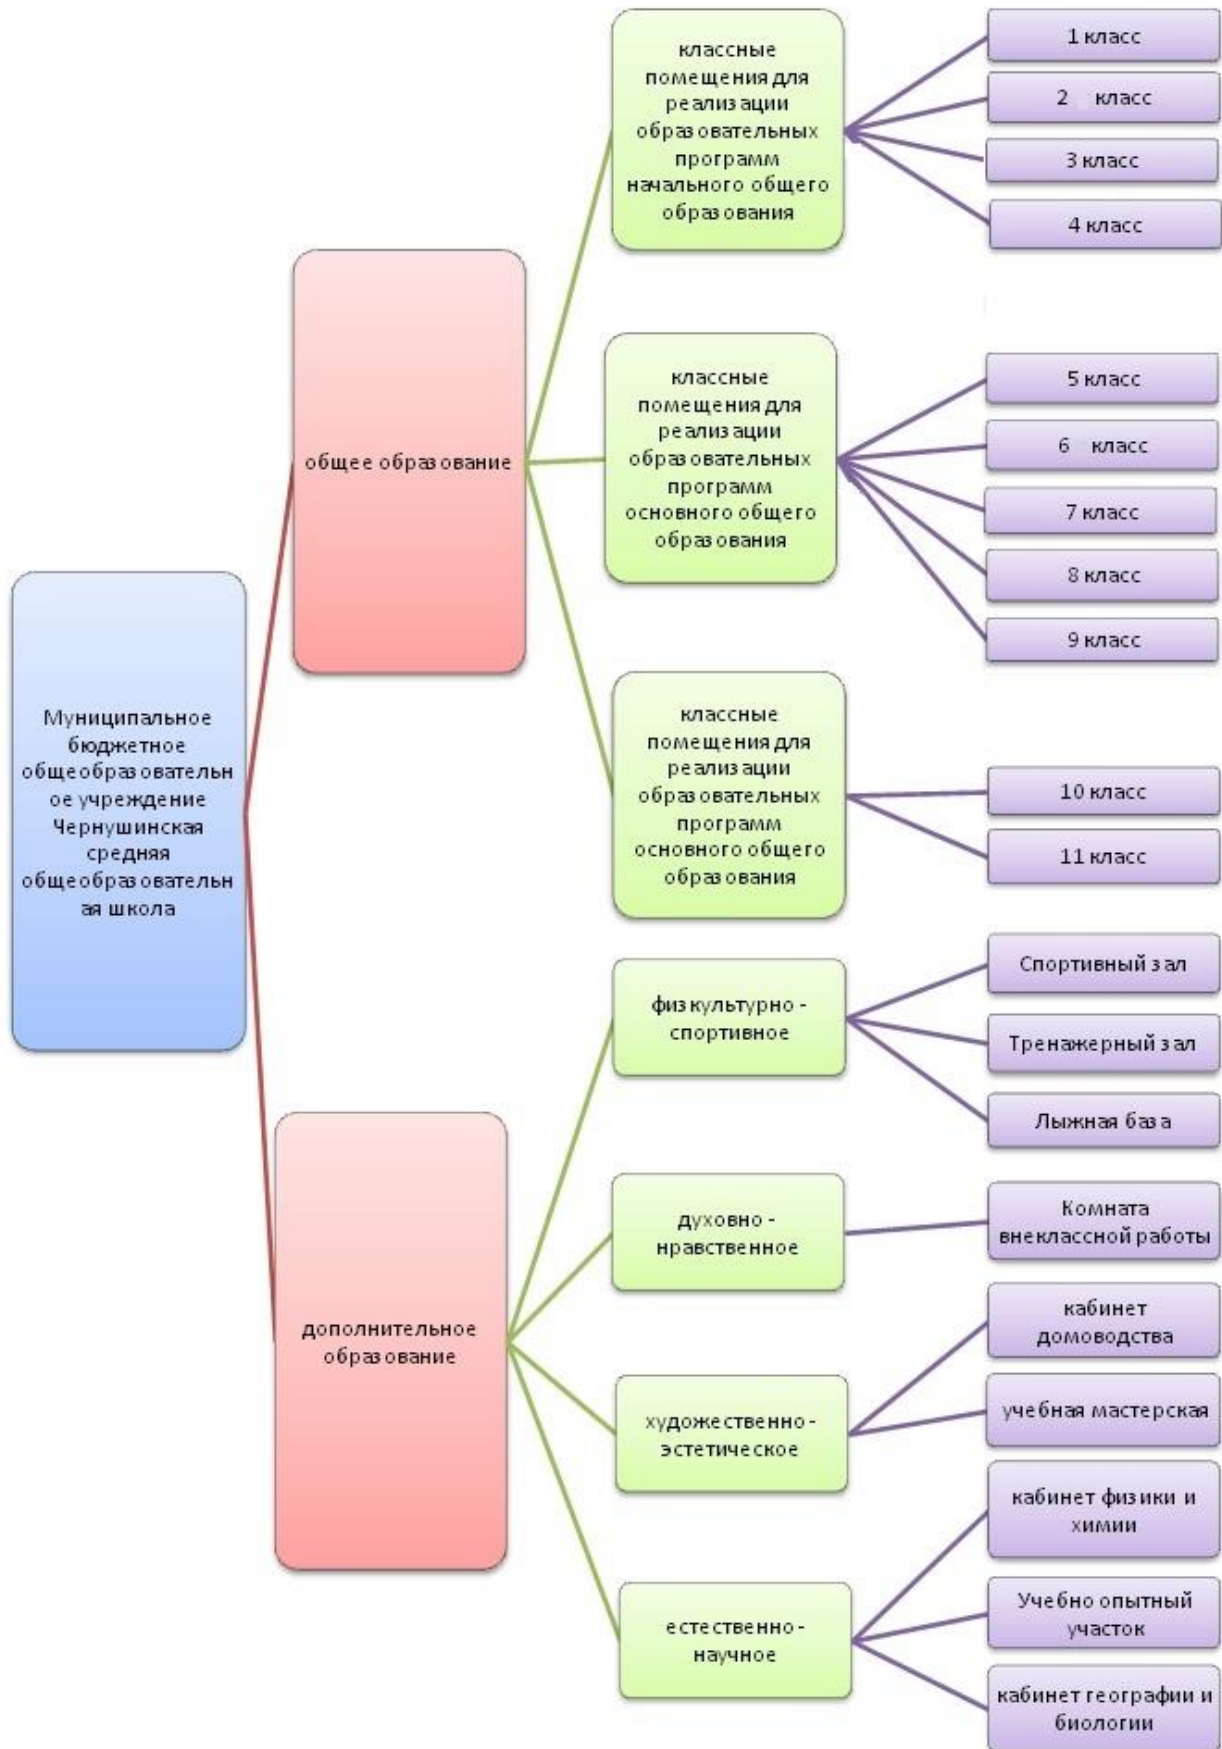 Муниципальное
бюджетное
общеобразовательн
ое учреждение
Чернушинская
средняя
общеобразовательн
ая школа
общее образование
классные
помещения для
реализации
образовательных
программ
начального общего
образования
1 класс
2 класс
3 класс
4 класс
классные
помещения для
реализации
образовательных
программ
основного общего
образования
5 класс
6 класс
7 класс
8 класс
9 класс
классные
помещения для
реализации
образовательных
программ
основного общего
образования
10 класс
11 класс
дополнительное
образование
физкультурно -
спортивное
Спортивный зал
Тренажерный зал
Лыжная база
духовно -
нравственное
Комната
внеклассной работы
художественно -
эстетическое
кабинет
домоводства
учебная мастерская
естественно -
научное
кабинет физики и
химии
Учебно опытный
участок
кабинет географии и
биологии